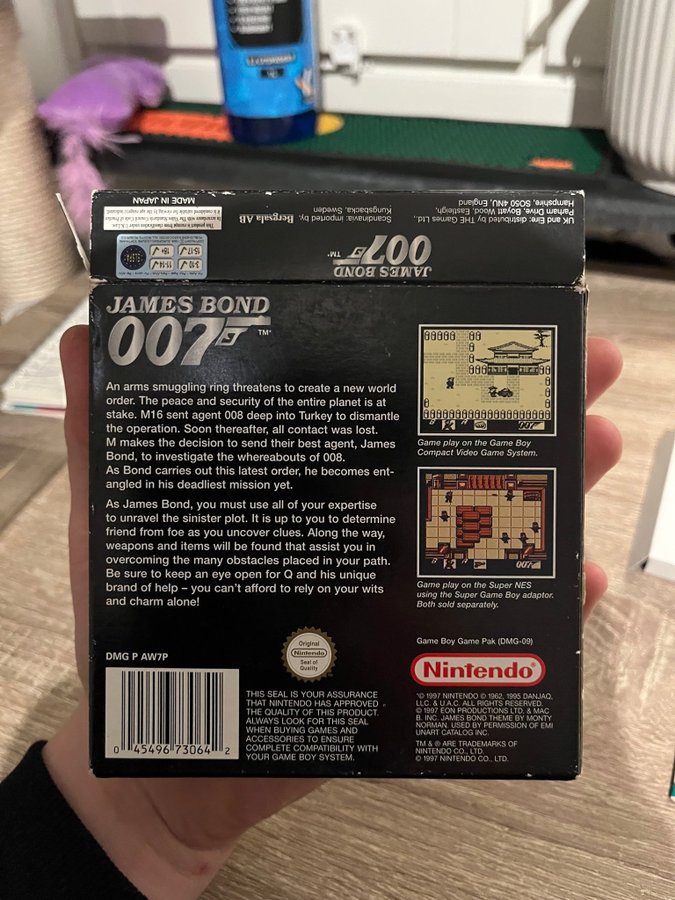 MADE IN JAPAN
Scandinavia: imported by
Bergsala AB
Kungsbacka, Sweden
UK and Eire: distributed by THE Games Ltd.,
Parham Drive, Boyatt Wood, Eastleigh,
Hampshire, SO50 4NU, England
3-10 11-14
15-17 18+
ELSPA
JAMES BOND
007 ™
JAMES BOND
007 ™
An arms smuggling ring threatens to create a new world
order. The peace and security of the entire planet is at
stake. M16 sent agent 008 deep into Turkey to dismantle
the operation. Soon thereafter, all contact was lost.
M makes the decision to send their best agent, James
Bond, to investigate the whereabouts of 008.
As Bond carries out this latest order, he becomes ent-
angled in his deadliest mission yet.
As James Bond, you must use all of your expertise
to unravel the sinister plot. It is up to you to determine
friend from foe as you uncover clues. Along the way,
weapons and items will be found that assist you in
overcoming the many obstacles placed in your path.
Be sure to keep an eye open for Q and his unique
brand of help – you can't afford to rely on your wits
and charm alone!
Game play on the Game Boy
Compact Video Game System.
Game play on the Super NES
using the Super Game Boy adaptor.
Both sold separately.
Game Boy Game Pak (DMG-09)
Nintendo®
DMG P AW7P
0 45496 73064 2
Original
Nintendo
Seal of
Quality
THIS SEAL IS YOUR ASSURANCE
THAT NINTENDO HAS APPROVED
THE QUALITY OF THIS PRODUCT.
ALWAYS LOOK FOR THIS SEAL
WHEN BUYING GAMES AND
ACCESSORIES TO ENSURE
COMPLETE COMPATIBILITY WITH
YOUR GAME BOY SYSTEM.
©1997 NINTENDO © 1962, 1995 DANJAQ,
LLC. & U.A.C. ALL RIGHTS RESERVED.
© 1997 EON PRODUCTIONS LTD. & MAC
B. INC. JAMES BOND THEME BY MONTY
NORMAN. USED BY PERMISSION OF EMI
UNART CATALOG INC.
TM & ® ARE TRADEMARKS OF
NINTENDO CO., LTD.
© 1997 NINTENDO CO., LTD.